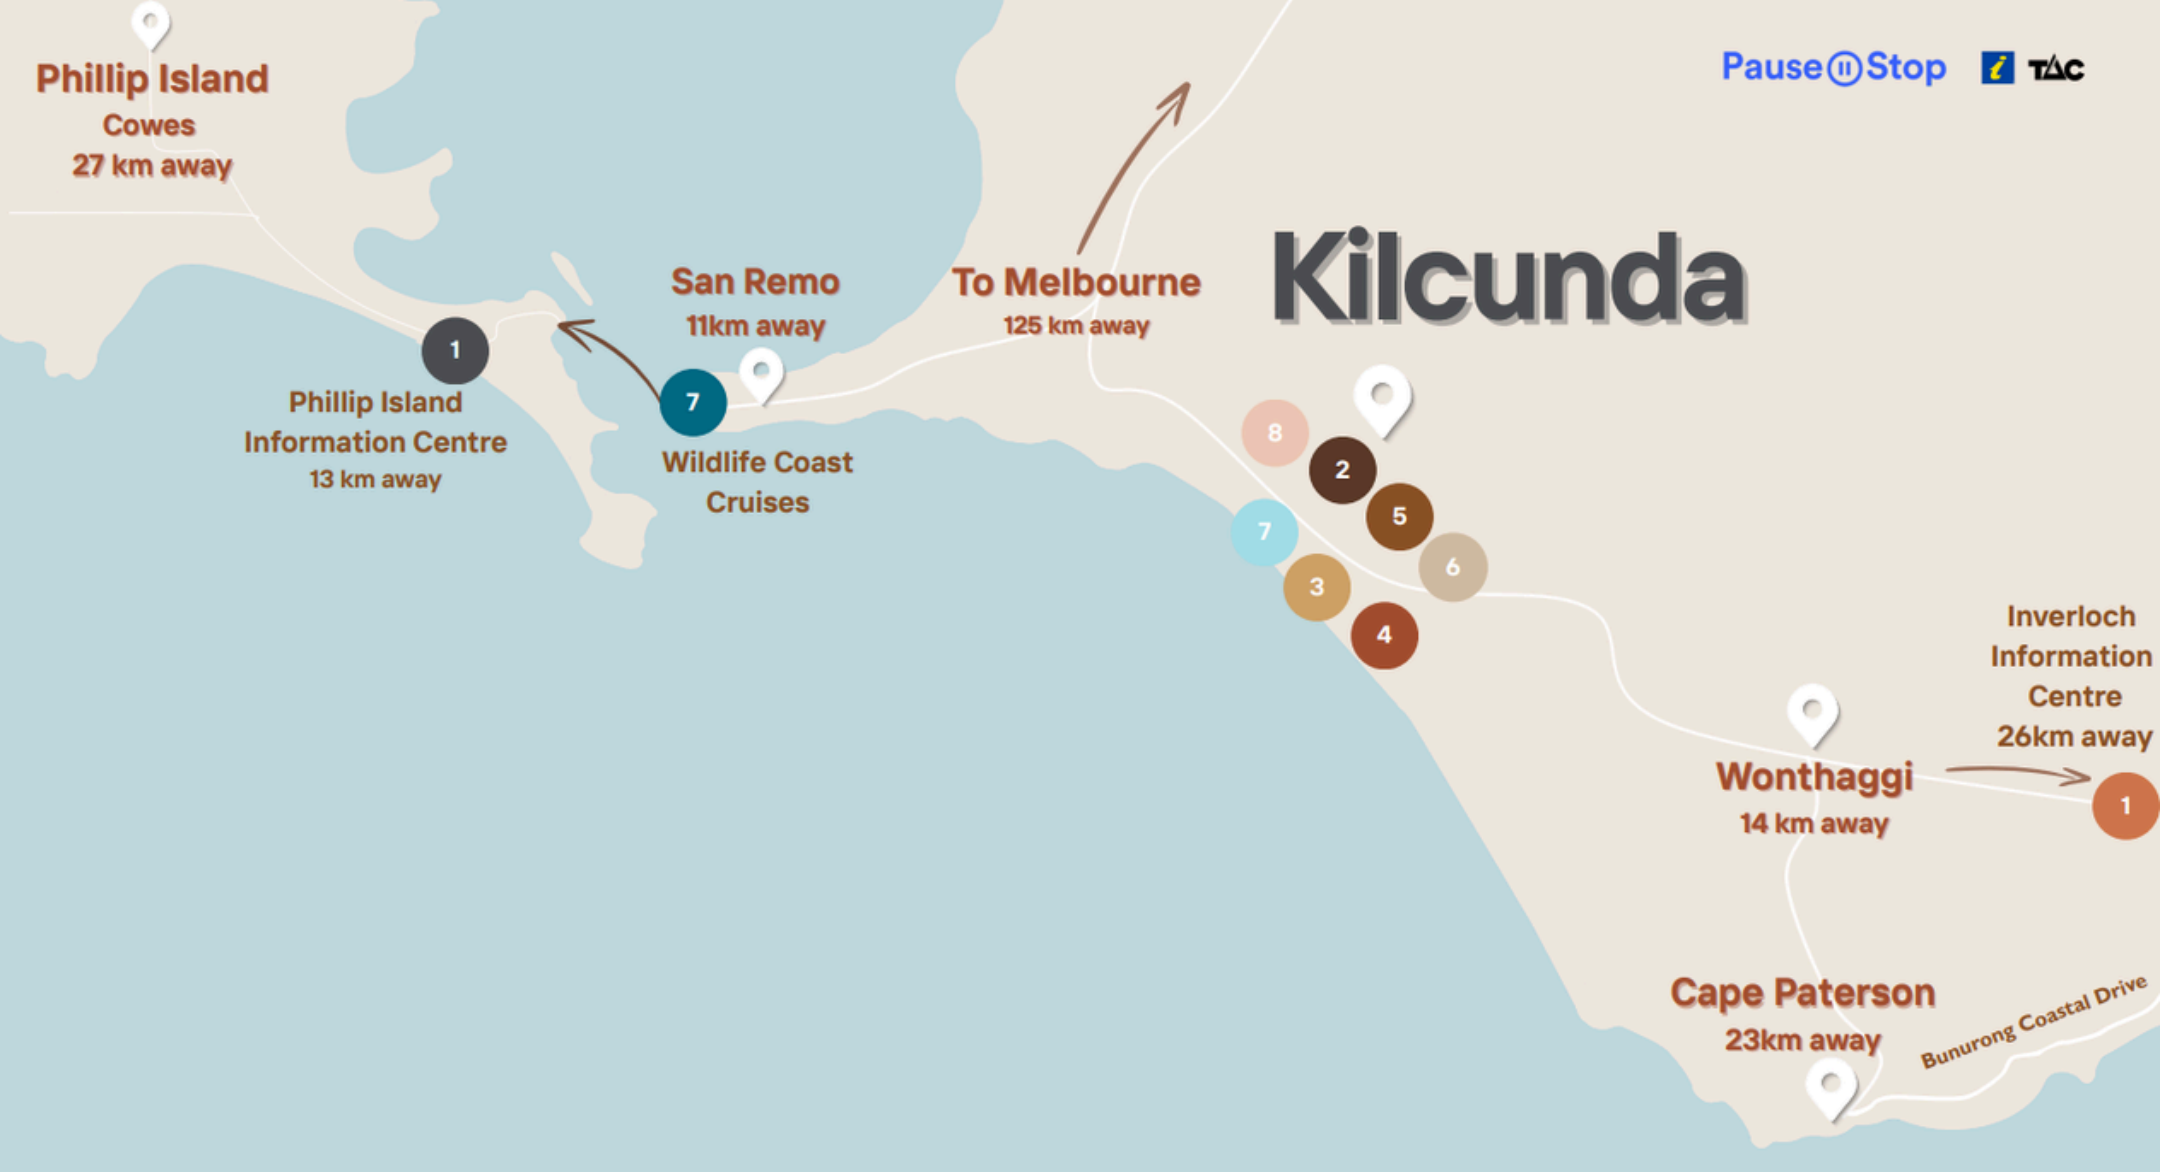 Phillip Island
Cowes
27 km away
Pause Stop
i TAC
San Remo
11km away
To Melbourne
125 km away
Kilcunda
1
Phillip Island
Information Centre
13 km away
7
Wildlife Coast
Cruises
8
2
5
6
7
3
4
Inverloch
Information
Centre
26km away
1
Wonthaggi
14 km away
Cape Paterson
23km away
Bunurong Coastal Drive